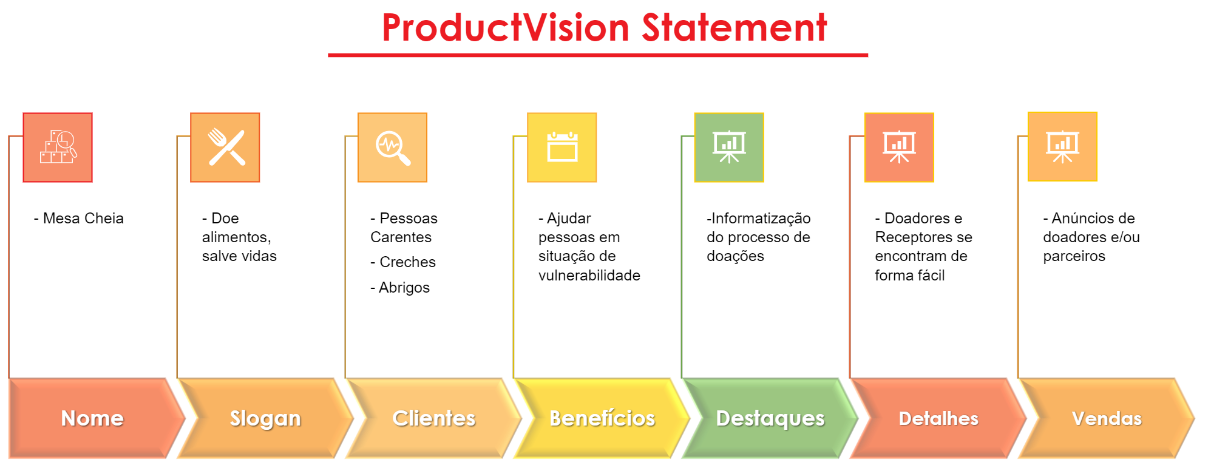 ProductVision Statement
- Mesa Cheia
- Doe
alimentos,
salve vidas
- Pessoas
Carentes
- Creches
- Abrigos
- Ajudar
pessoas em
situação de
vulnerabilidade
-Informatização
do processo de
doações
- Doadores e
Receptores se
encontram de
forma fácil
- Anúncios de
doadores e/ou
parceiros
Nome
Slogan
Clientes
Benefícios
Destaques
Detalhes
Vendas